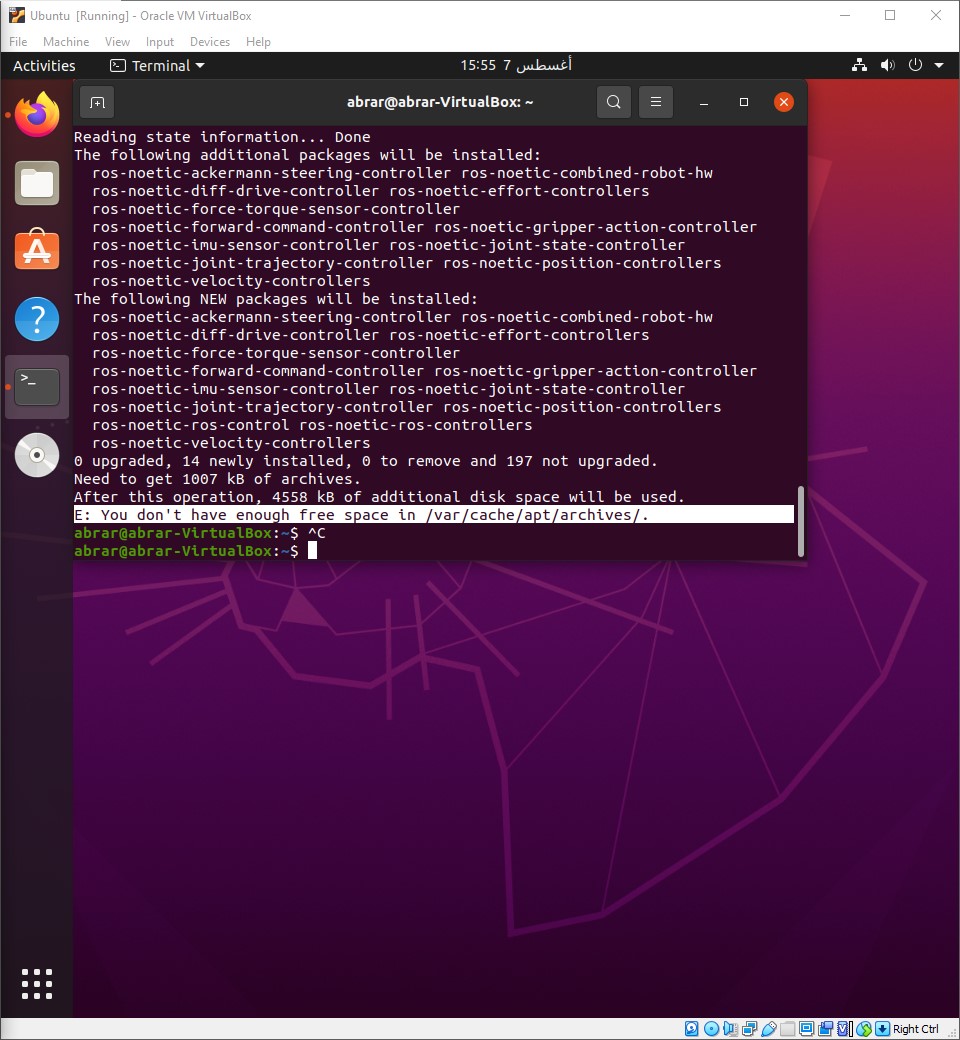 Ubuntu [Running] - Oracle VM VirtualBox
File Machine View Input Devices Help
Activities Terminal 15:55 7 أغسطس
abrar@abrar-VirtualBox: ~
Reading state information... Done
The following additional packages will be installed:
ros-noetic-ackermann-steering-controller ros-noetic-combined-robot-hw
ros-noetic-diff-drive-controller ros-noetic-effort-controllers
ros-noetic-force-torque-sensor-controller
ros-noetic-forward-command-controller ros-noetic-gripper-action-controller
ros-noetic-imu-sensor-controller ros-noetic-joint-state-controller
ros-noetic-joint-trajectory-controller ros-noetic-position-controllers
ros-noetic-velocity-controllers
The following NEW packages will be installed:
ros-noetic-ackermann-steering-controller ros-noetic-combined-robot-hw
ros-noetic-diff-drive-controller ros-noetic-effort-controllers
ros-noetic-force-torque-sensor-controller
ros-noetic-forward-command-controller ros-noetic-gripper-action-controller
ros-noetic-imu-sensor-controller ros-noetic-joint-state-controller
ros-noetic-joint-trajectory-controller ros-noetic-position-controllers
ros-noetic-ros-control ros-noetic-ros-controllers
ros-noetic-velocity-controllers
0 upgraded, 14 newly installed, 0 to remove and 197 not upgraded.
Need to get 1007 kB of archives.
After this operation, 4558 kB of additional disk space will be used.
E: You don't have enough free space in /var/cache/apt/archives/.
abrar@abrar-VirtualBox:~$ ^C
abrar@abrar-VirtualBox:~$
Right Ctrl